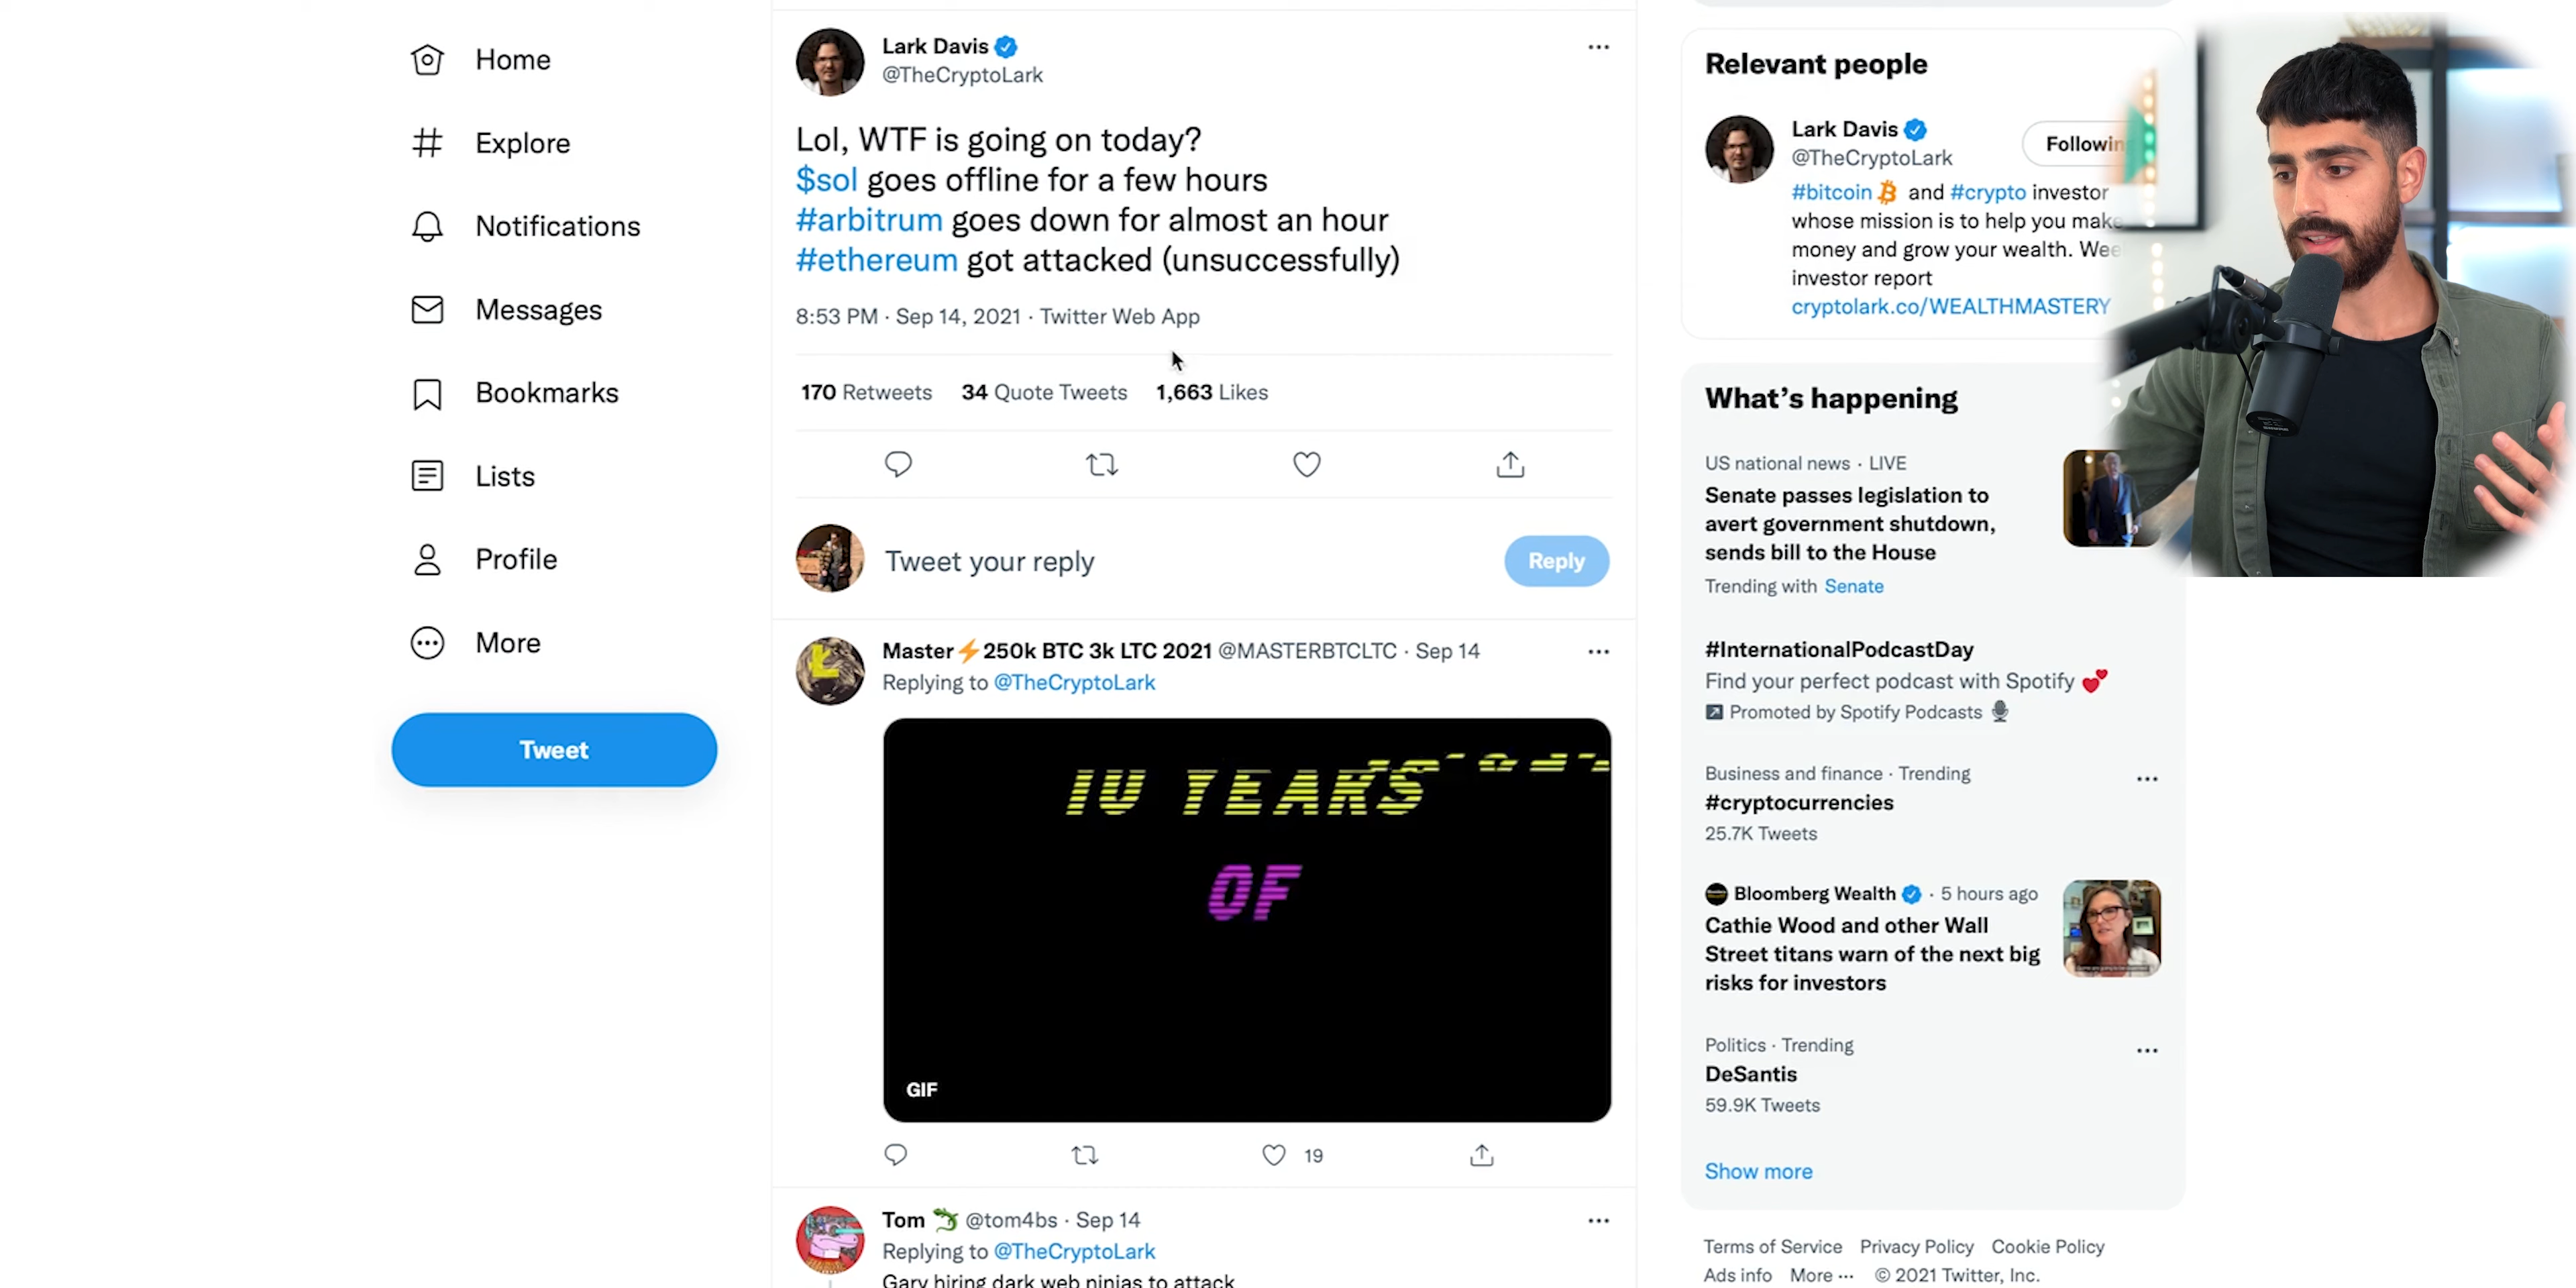 Home
Explore
Notifications
Messages
Bookmarks
Lists
Profile
More
Tweet
Lark Davis
@TheCryptoLark
Lol, WTF is going on today?
$sol goes offline for a few hours
#arbitrum goes down for almost an hour
#ethereum got attacked (unsuccessfully)
8:53 PM · Sep 14, 2021 · Twitter Web App
170 Retweets 34 Quote Tweets 1,663 Likes
Tweet your reply
Reply
Master⚡250k BTC 3k LTC 2021 @MASTERBTCLTC · Sep 14
Replying to @TheCryptoLark
YEARS
OF
GIF
19
Tom 🦎 @tom4bs · Sep 14
Replying to @TheCryptoLark
Gary hiring dark web ninjas to attack
Relevant people
Lark Davis
@TheCryptoLark
Followin
#bitcoin and #crypto investor
whose mission is to help you make
money and grow your wealth.
investor report
cryptolark.co/WEALTHMASTERY
What's happening
US national news · LIVE
Senate passes legislation to
avert government shutdown,
sends bill to the House
Trending with Senate
#InternationalPodcastDay
Find your perfect podcast with Spotify 💕
Promoted by Spotify Podcasts 🎙
Business and finance · Trending
#cryptocurrencies
25.7K Tweets
Bloomberg Wealth · 5 hours ago
Cathie Wood and other Wall
Street titans warn of the next big
risks for investors
Politics · Trending
DeSantis
59.9K Tweets
Show more
Terms of Service Privacy Policy Cookie Policy
Ads info More ··· © 2021 Twitter, Inc.